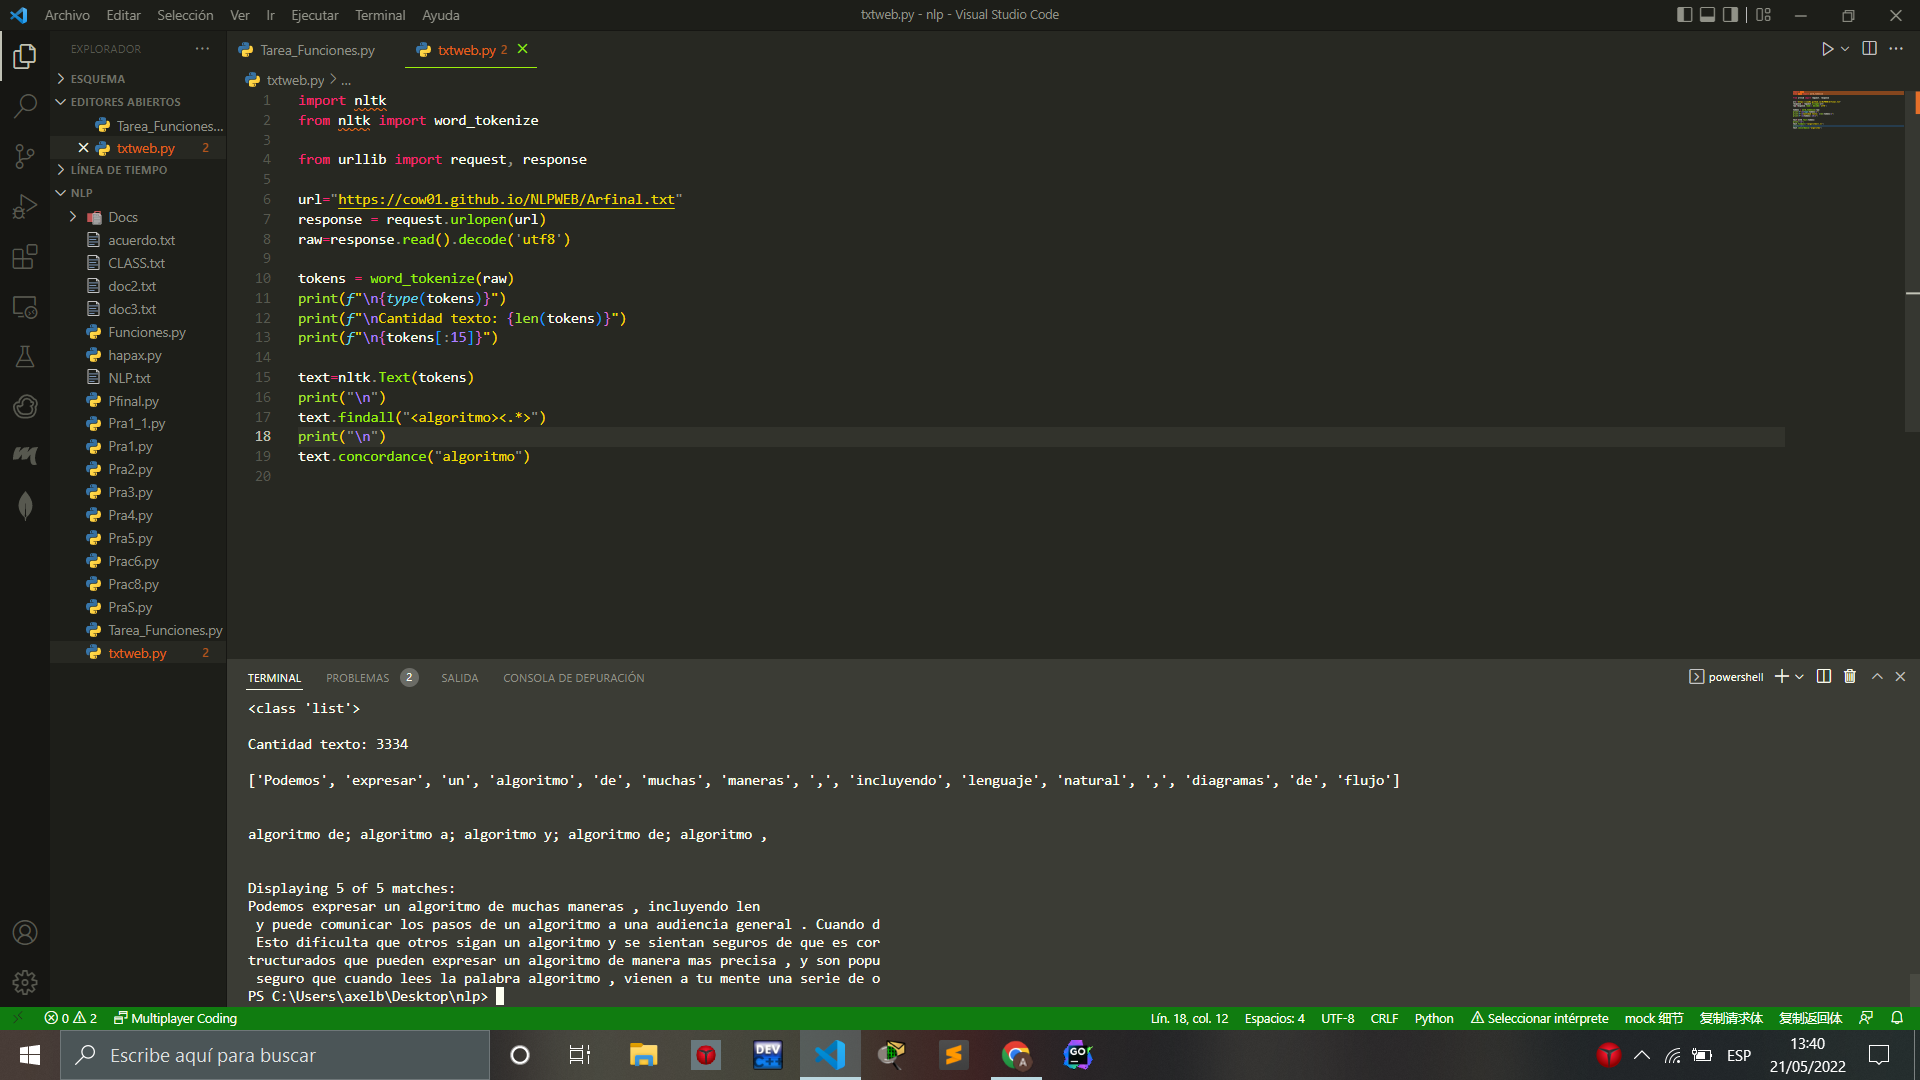 Archivo Editar Selección Ver Ir Ejecutar Terminal Ayuda
txtweb.py - nlp - Visual Studio Code
EXPLORADOR
ESQUEMA
EDITORES ABIERTOS
Tarea_Funciones...
txtweb.py 2
LÍNEA DE TIEMPO
NLP
Docs
acuerdo.txt
CLASS.txt
doc2.txt
doc3.txt
Funciones.py
hapax.py
NLP.txt
Pfinal.py
Pra1_1.py
Pra1.py
Pra2.py
Pra3.py
Pra4.py
Pra5.py
Prac6.py
Prac8.py
PraS.py
Tarea_Funciones.py
txtweb.py 2
Tarea_Funciones.py txtweb.py 2
txtweb.py > ...
1 import nltk
2 from nltk import word_tokenize
3
4 from urllib import request, response
5
6 url="https://cow01.github.io/NLPWEB/Arfinal.txt"
7 response = request.urlopen(url)
8 raw=response.read().decode('utf8')
9
10 tokens = word_tokenize(raw)
11 print(f"\n{type(tokens)}")
12 print(f"\nCantidad texto: {len(tokens)}")
13 print(f"\n{tokens[:15]}")
14
15 text=nltk.Text(tokens)
16 print("\n")
17 text.findall("<algoritmo><.*>")
18 print("\n")
19 text.concordance("algoritmo")
20
TERMINAL PROBLEMAS 2 SALIDA CONSOLA DE DEPURACIÓN
powershell
<class 'list'>
Cantidad texto: 3334
['Podemos', 'expresar', 'un', 'algoritmo', 'de', 'muchas', 'maneras', ',', 'incluyendo', 'lenguaje', 'natural', ',', 'diagramas', 'de', 'flujo']
algoritmo de; algoritmo a; algoritmo y; algoritmo de; algoritmo ,
Displaying 5 of 5 matches:
Podemos expresar un algoritmo de muchas maneras , incluyendo len
y puede comunicar los pasos de un algoritmo a una audiencia general . Cuando d
Esto dificulta que otros sigan un algoritmo y se sientan seguros de que es cor
tructurados que pueden expresar un algoritmo de manera mas precisa , y son popu
seguro que cuando lees la palabra algoritmo , vienen a tu mente una serie de o
PS C:\Users\axelb\Desktop\nlp>
0 2 Multiplayer Coding
Lín. 18, col. 12 Espacios: 4 UTF-8 CRLF Python Seleccionar intérprete mock 细节 复制请求体 复制返回体
Escribe aquí para buscar
DEV C++
A
GO
ESP
13:40
21/05/2022